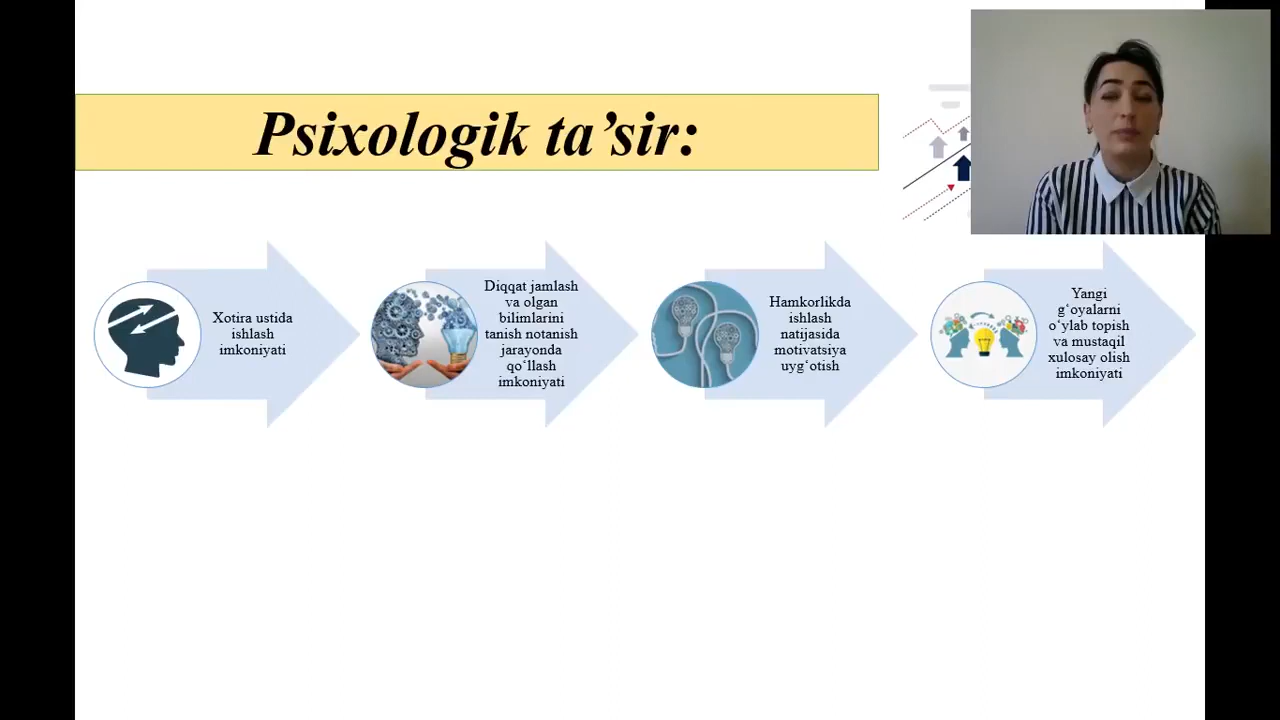 Psixologik ta’sir:
Xotira ustida
ishlash
imkoniyati
Diqqat jamlash
va olgan
bilimlarini
tanish notanish
jarayonda
qo‘llash
imkoniyati
Hamkorlikda
ishlash
natijasida
motivatsiya
uyg‘otish
Yangi
g‘oyalarni
o‘ylab topish
va mustaqil
xulosay olish
imkoniyati